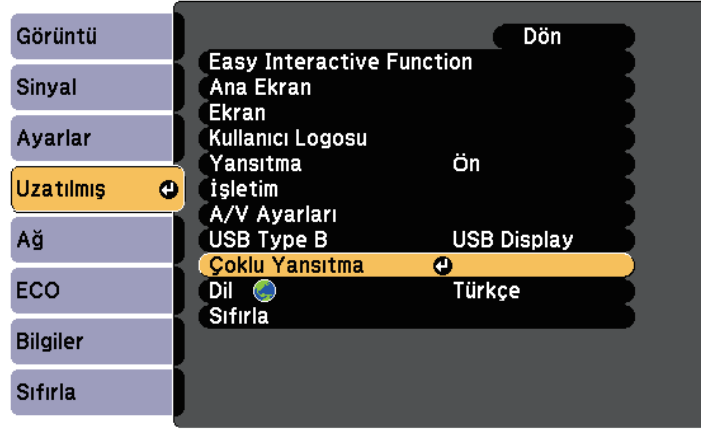 Görüntü
Sinyal
Ayarlar
Uzatılmış
Ağ
ECO
Bilgiler
Sıfırla
Dön
Easy Interactive Function
Ana Ekran
Ekran
Kullanıcı Logosu
Yansıtma Ön
İşletim
A/V Ayarları
USB Type B USB Display
Çoklu Yansıtma
Dil Türkçe
Sıfırla